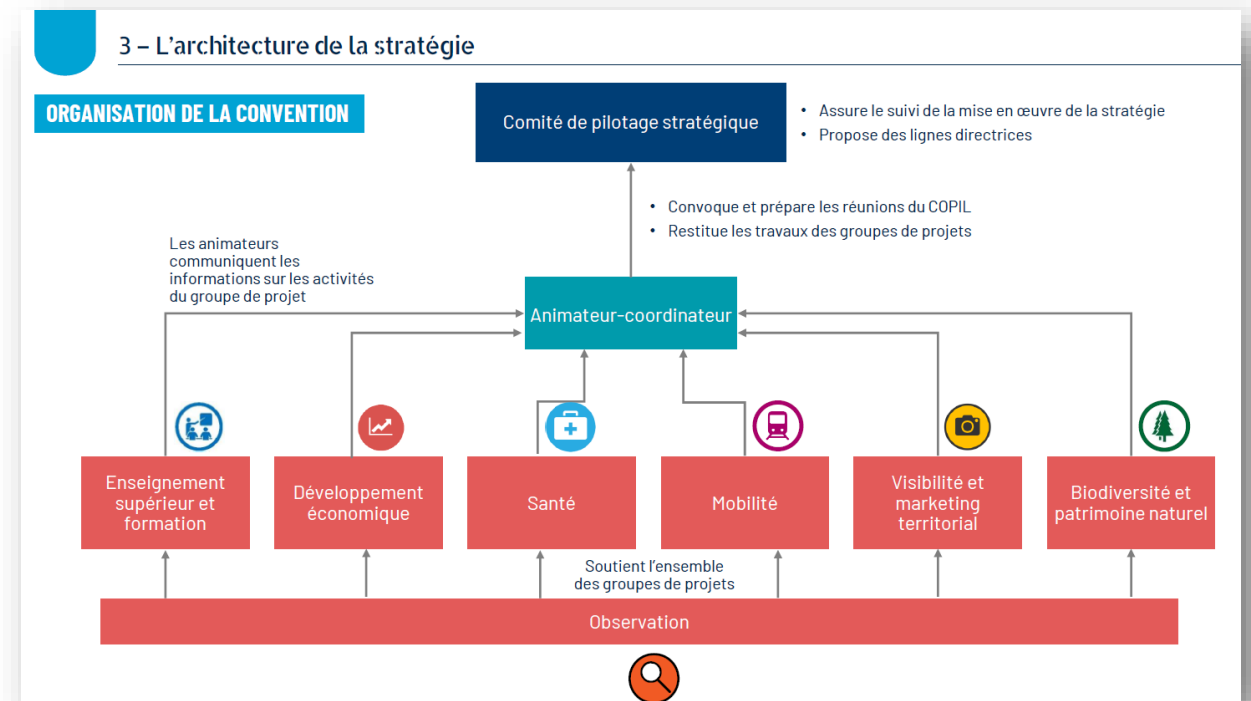 3 – L'architecture de la stratégie
ORGANISATION DE LA CONVENTION
Comité de pilotage stratégique
• Assure le suivi de la mise en œuvre de la stratégie
• Propose des lignes directrices
• Convoque et prépare les réunions du COPIL
• Restitue les travaux des groupes de projets
Les animateurs
communiquent les
informations sur les activités
du groupe de projet
Animateur-coordinateur
Enseignement
supérieur et
formation
Développement
économique
Santé
Mobilité
Visibilité et
marketing
territorial
Biodiversité et
patrimoine naturel
Soutient l'ensemble
des groupes de projets
Observation